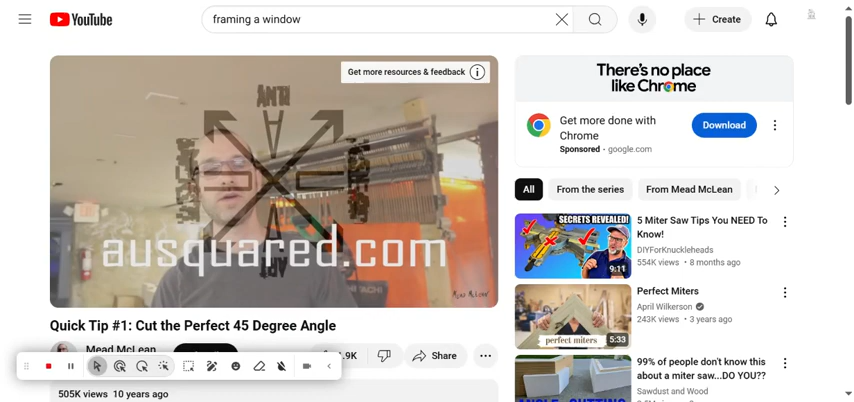 YouTube
framing a window
Create
Get more resources & feedback
ausquared.com
Mead McLean
Quick Tip #1: Cut the Perfect 45 Degree Angle
Mead McLean
Share
505K views 10 years ago
There's no place
like Chrome
Get more done with
Chrome
Sponsored • google.com
Download
All
From the series
From Mead McLean
SECRETS REVEALED!
9:11
5 Miter Saw Tips You NEED To
Know!
DIYForKnuckleheads
554K views • 8 months ago
perfect miters
5:33
Perfect Miters
April Wilkerson
243K views • 3 years ago
99% of people don't know this
about a miter saw...DO YOU??
Sawdust and Wood